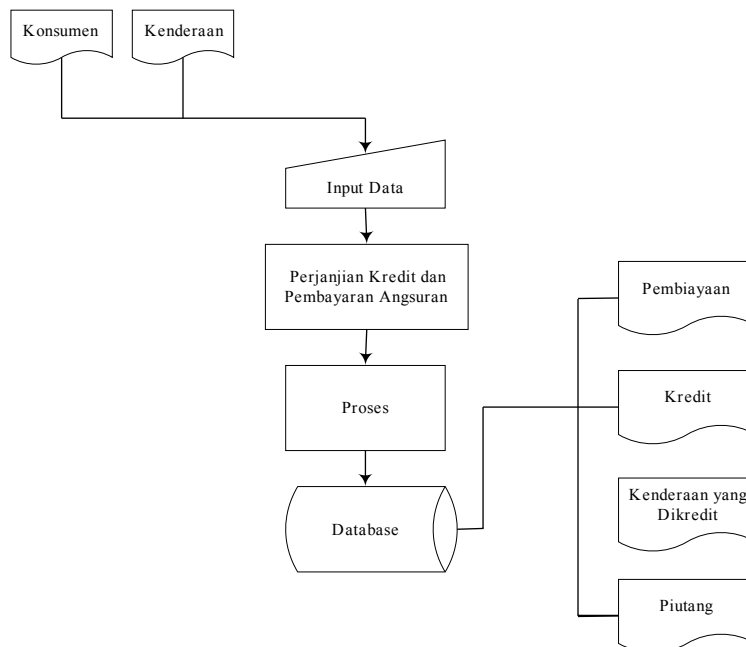 Konsumen
Kenderaan
Input Data
Perjanjian Kredit dan
Pembayaran Angsuran
Proses
Database
Pembiayaan
Kredit
Kenderaan yang
Dikredit
Piutang